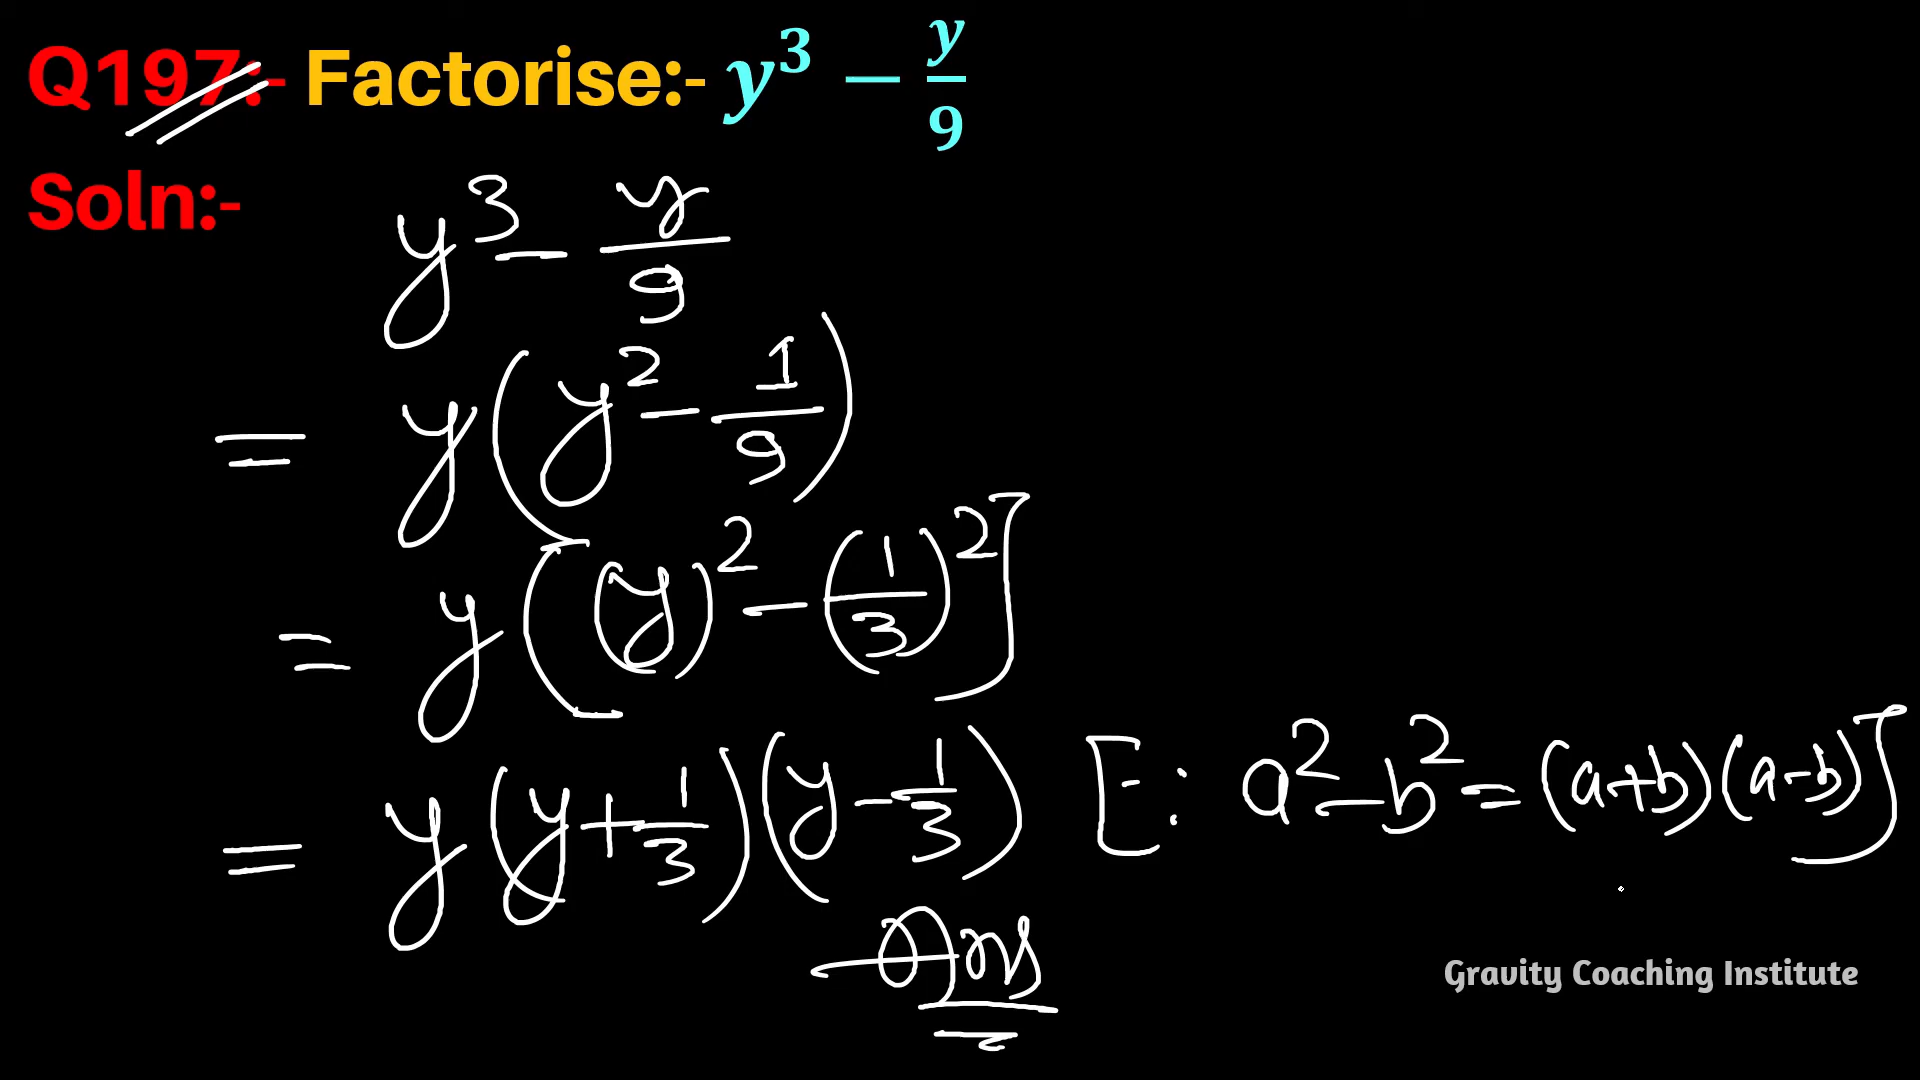 Q197:- Factorise:- y³ − y/9
Soln:-
y³ − y/9
= y(y² − 1/9)
= y[(y)² − (1/3)²]
= y(y + 1/3)(y − 1/3) [∵ a² − b² = (a+b)(a−b)]
Ans
Gravity Coaching Institute